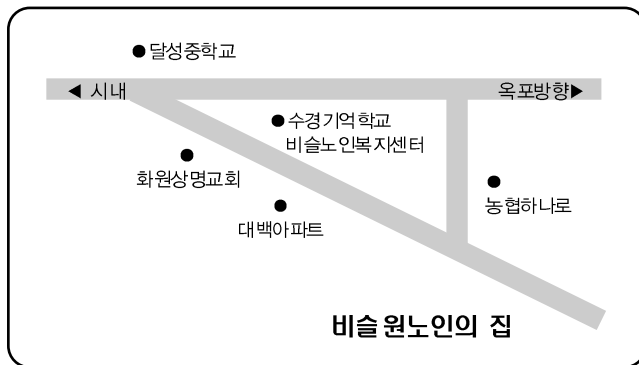 달성중학교
◀ 시내
옥포방향▶
수경기억학교
비슬노인복지센터
화원상명교회
농협하나로
대백아파트
비슬원노인의 집